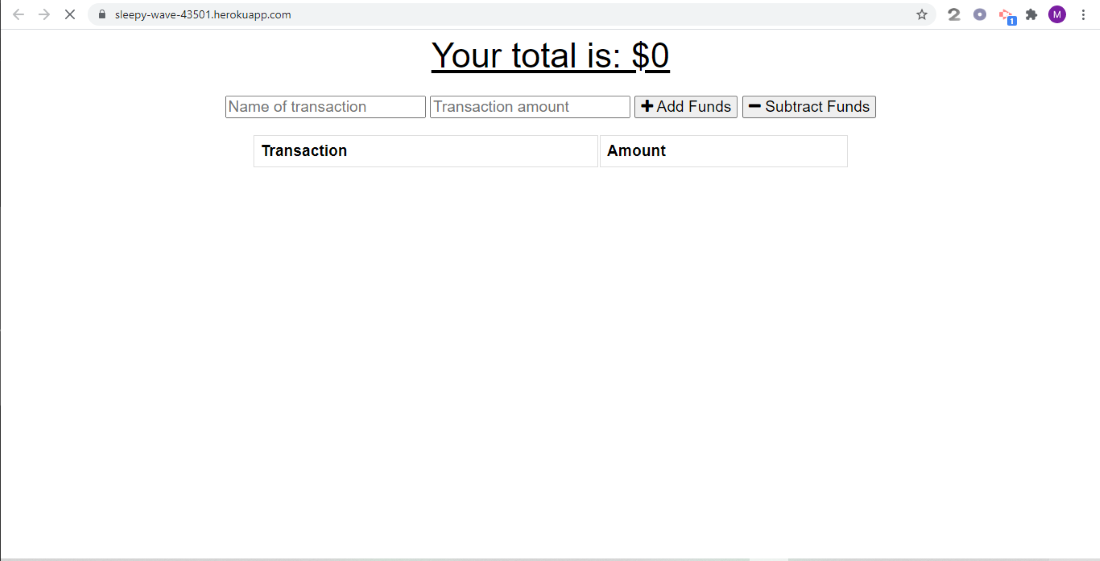 sleepy-wave-43501.herokuapp.com
2
1
M
Your total is: $0
Name of transaction Transaction amount Add Funds Subtract Funds
Transaction Amount